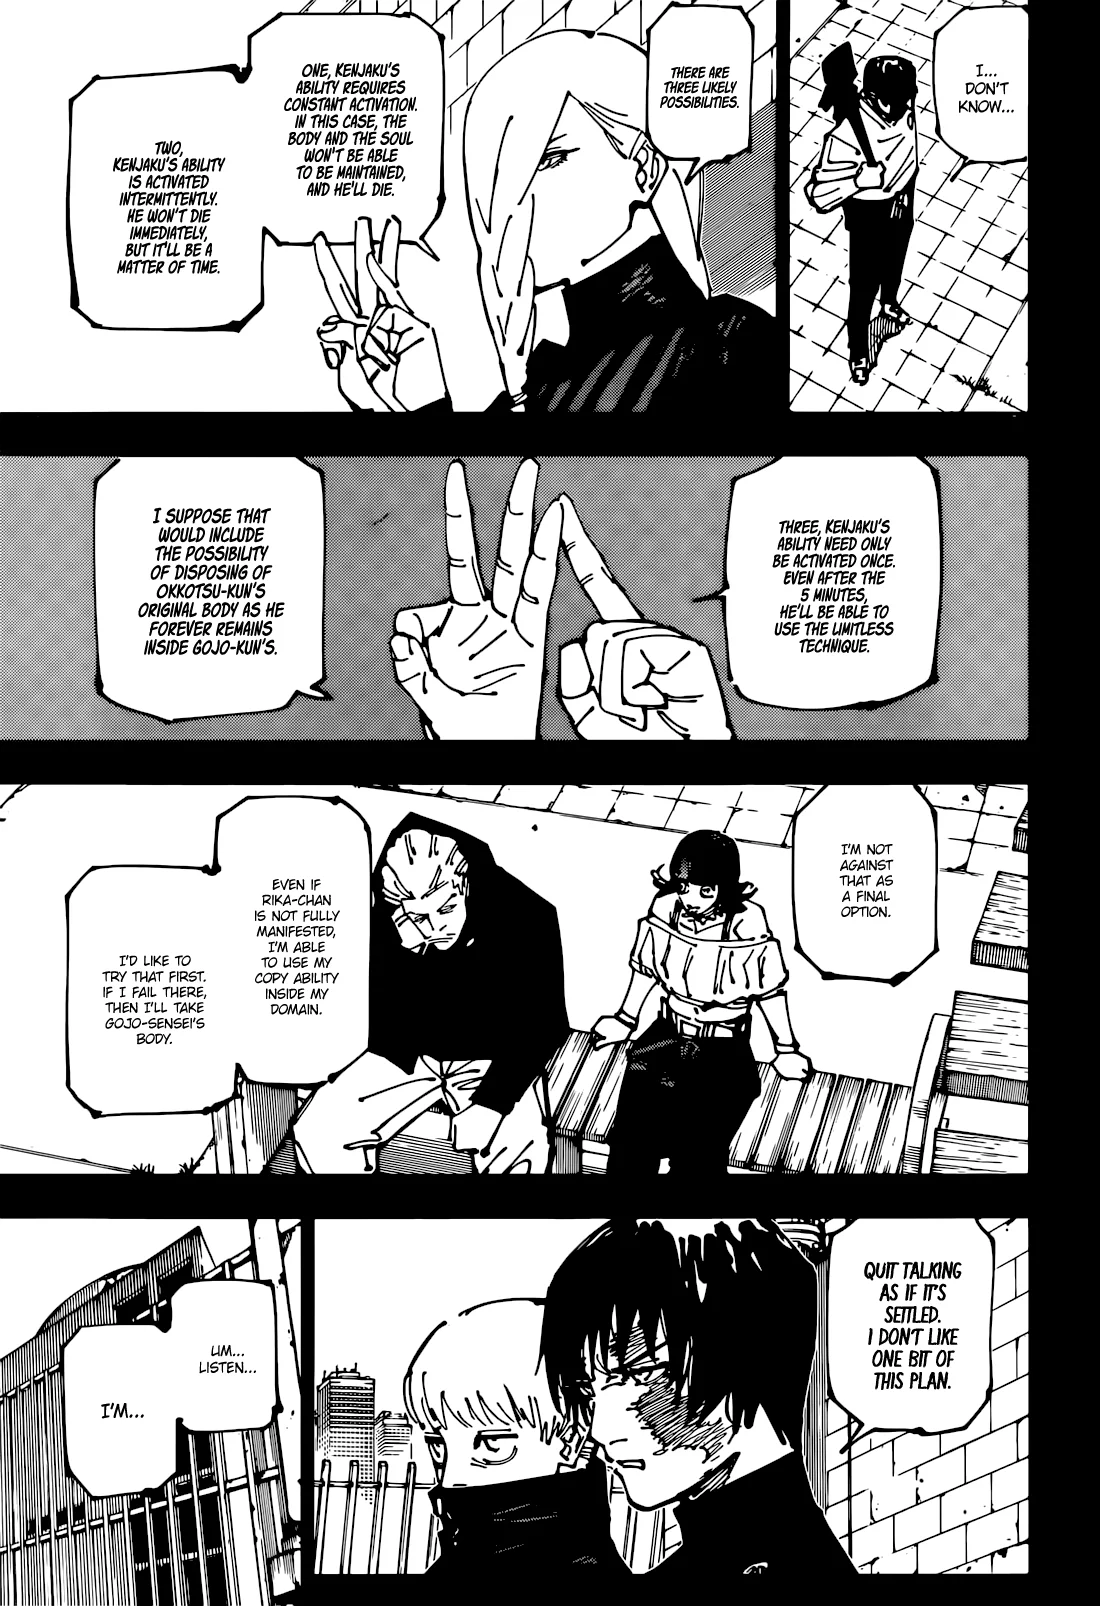 I...
DON'T
KNOW...
THERE ARE
THREE LIKELY
POSSIBILITIES.
ONE, KENJAKU'S
ABILITY REQUIRES
CONSTANT ACTIVATION.
IN THIS CASE, THE
BODY AND THE SOUL
WON'T BE ABLE
TO BE MAINTAINED,
AND HE'LL DIE.
TWO,
KENJAKU'S ABILITY
IS ACTIVATED
INTERMITTENTLY.
HE WON'T DIE
IMMEDIATELY,
BUT IT'LL BE A
MATTER OF TIME.
THREE, KENJAKU'S
ABILITY NEED ONLY
BE ACTIVATED ONCE.
EVEN AFTER THE
5 MINUTES,
HE'LL BE ABLE TO
USE THE LIMITLESS
TECHNIQUE.
I SUPPOSE THAT
WOULD INCLUDE
THE POSSIBILITY
OF DISPOSING OF
OKKOTSU-KUN'S
ORIGINAL BODY AS HE
FOREVER REMAINS
INSIDE GOJO-KUN'S.
I'M NOT
AGAINST
THAT AS
A FINAL
OPTION.
EVEN IF
RIKA-CHAN
IS NOT FULLY
MANIFESTED,
I'M ABLE
TO USE MY
COPY ABILITY
INSIDE MY
DOMAIN.
I'D LIKE TO
TRY THAT FIRST.
IF I FAIL THERE,
THEN I'LL TAKE
GOJO-SENSEI'S
BODY.
QUIT TALKING
AS IF IT'S
SETTLED.
I DON'T LIKE
ONE BIT OF
THIS PLAN.
UM...
LISTEN...
I'M...